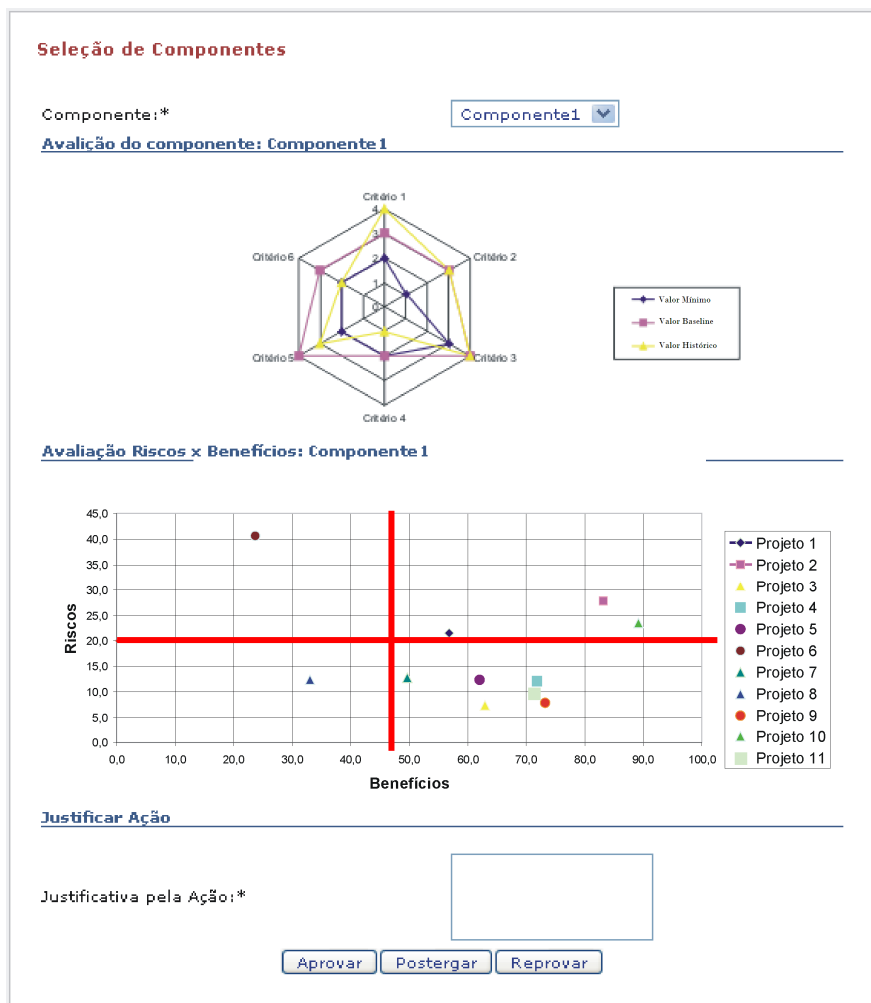 Seleção de Componentes
Componente:*
Componente1
Avalição do componente: Componente1
Critério 1
Critério 2
Critério 3
Critério 4
Critério 5
Critério 6
4
3
2
1
0
Valor Mínimo
Valor Baseline
Valor Histórico
Avaliação Riscos x Benefícios: Componente1
Riscos
45,0
40,0
35,0
30,0
25,0
20,0
15,0
10,0
5,0
0,0
0,0 10,0 20,0 30,0 40,0 50,0 60,0 70,0 80,0 90,0 100,0
Benefícios
Projeto 1
Projeto 2
Projeto 3
Projeto 4
Projeto 5
Projeto 6
Projeto 7
Projeto 8
Projeto 9
Projeto 10
Projeto 11
Justificar Ação
Justificativa pela Ação:*
Aprovar Postergar Reprovar